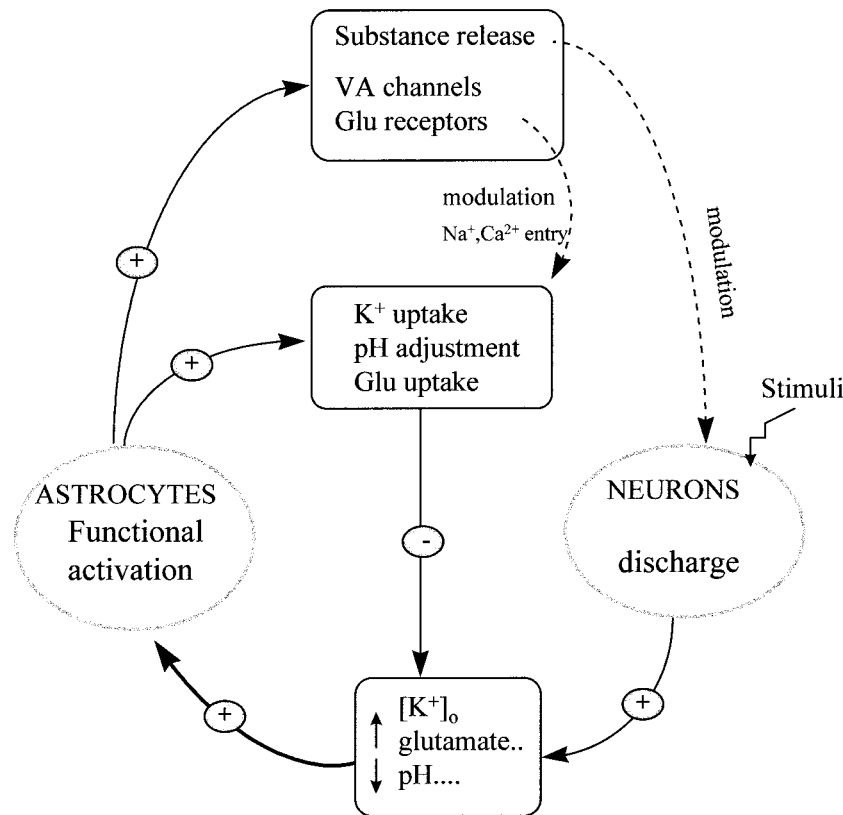 Substance release
VA channels
Glu receptors
modulation
Na⁺,Ca²⁺ entry
modulation
+
K⁺ uptake
pH adjustment
Glu uptake
+
Stimuli
ASTROCYTES
Functional
activation
NEURONS
discharge
-
↑ [K⁺]ₒ
glutamate..
↓ pH....
+
+